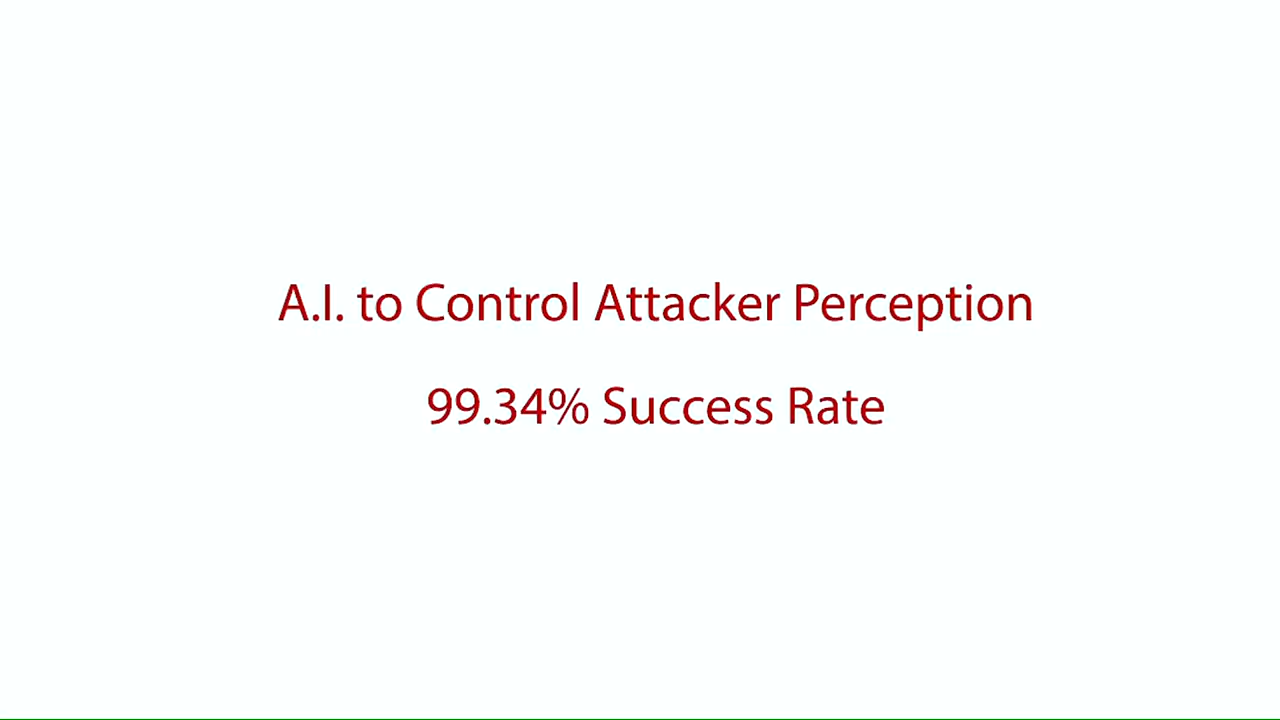 A.I. to Control Attacker Perception
99.34% Success Rate